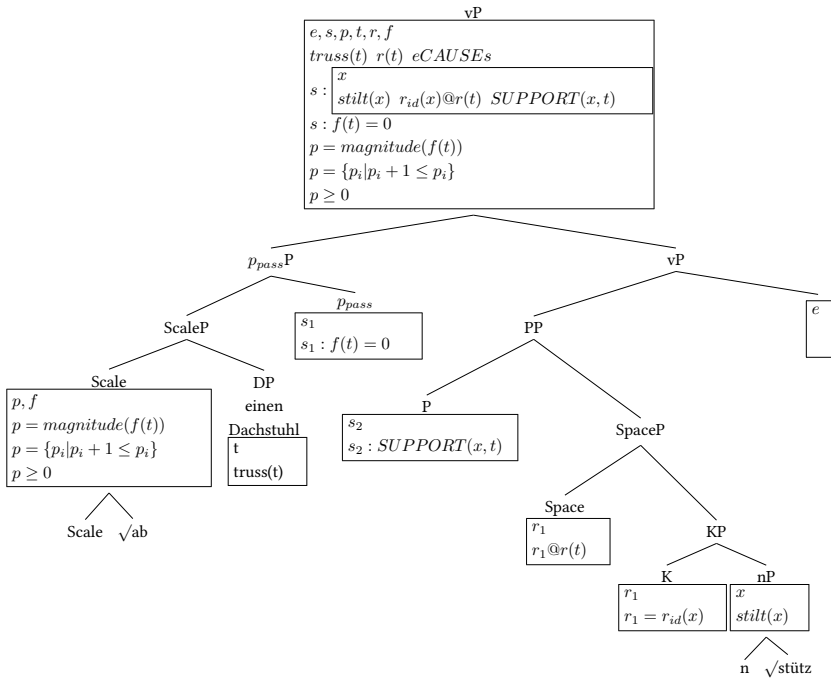 vP
e, s, p, t, r, f
truss(t) r(t) eCAUSEs
x
s : stilt(x) r_id(x)@r(t) SUPPORT(x, t)
s : f(t) = 0
p = magnitude(f(t))
p = {p_i|p_i + 1 ≤ p_i}
p ≥ 0
p_passP vP
p_pass
s_1
s_1 : f(t) = 0
e
ScaleP PP
Scale
p, f
p = magnitude(f(t))
p = {p_i|p_i + 1 ≤ p_i}
p ≥ 0
DP
einen
Dachstuhl
t
truss(t)
P
s_2
s_2 : SUPPORT(x, t)
SpaceP
Scale √ab
Space
r_1
r_1@r(t)
KP
K
r_1
r_1 = r_id(x)
nP
x
stilt(x)
n √stütz